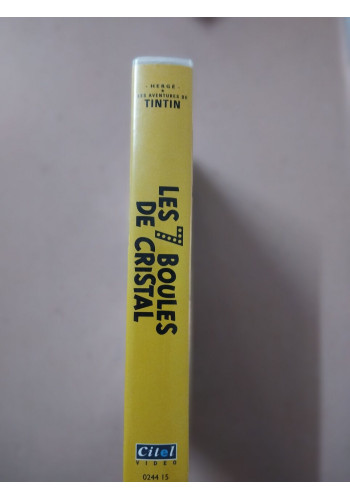 - HERGÉ -
LES AVENTURES DE
TINTIN
LES 7 BOULES
DE CRISTAL
Citel
VIDEO
0244 15